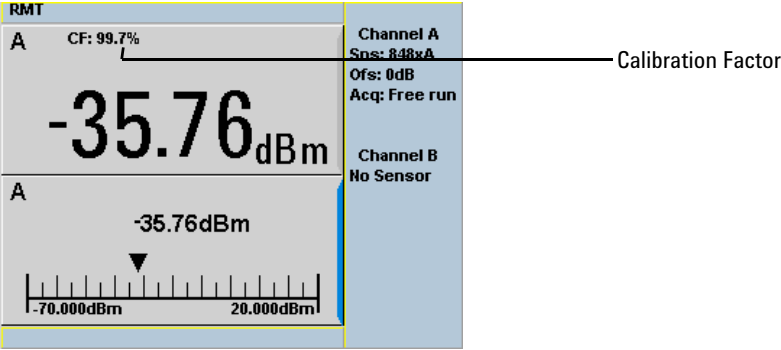 RMT
A CF: 99.7%
-35.76dBm
A
-35.76dBm
-70.000dBm 20.000dBm
Channel A
Sns: 848xA
Ofs: 0dB
Acq: Free run
Channel B
No Sensor
Calibration Factor